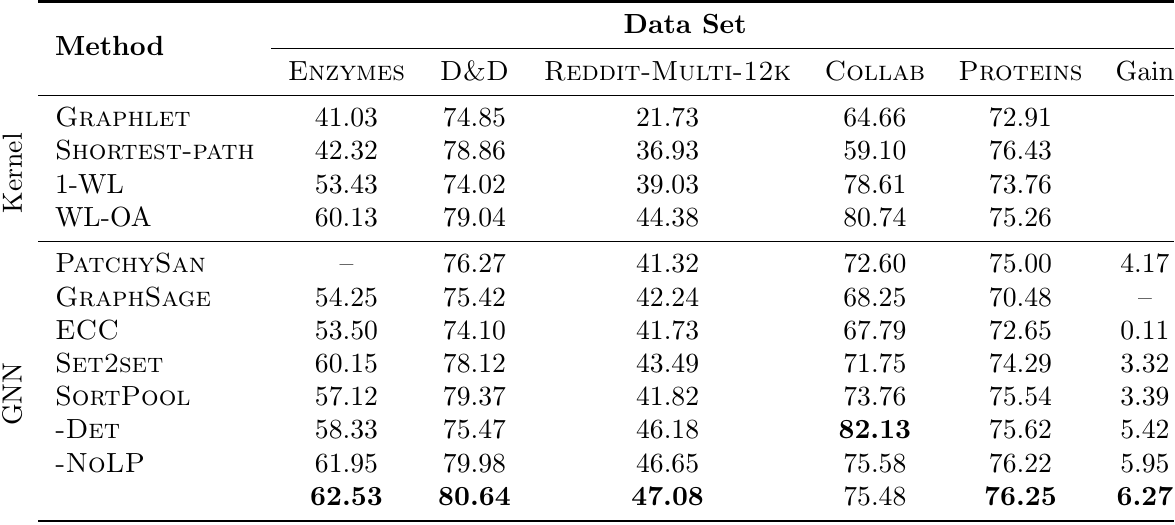 Method Data Set
Enzymes D&D Reddit-Multi-12k Collab Proteins Gain
Kernel
Graphlet 41.03 74.85 21.73 64.66 72.91
Shortest-path 42.32 78.86 36.93 59.10 76.43
1-WL 53.43 74.02 39.03 78.61 73.76
WL-OA 60.13 79.04 44.38 80.74 75.26
GNN
PatchySan – 76.27 41.32 72.60 75.00 4.17
GraphSage 54.25 75.42 42.24 68.25 70.48 –
ECC 53.50 74.10 41.73 67.79 72.65 0.11
Set2set 60.15 78.12 43.49 71.75 74.29 3.32
SortPool 57.12 79.37 41.82 73.76 75.54 3.39
-Det 58.33 75.47 46.18 82.13 75.62 5.42
-NoLP 61.95 79.98 46.65 75.58 76.22 5.95
62.53 80.64 47.08 75.48 76.25 6.27